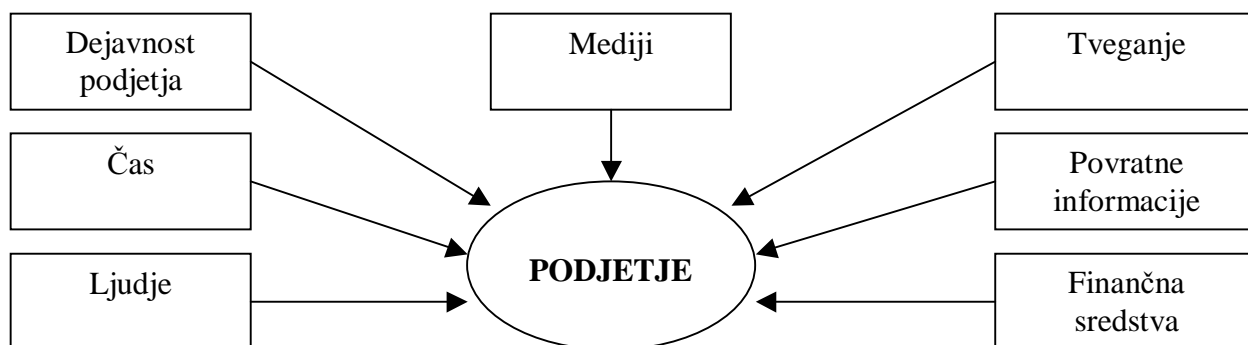 Dejavnost
podjetja
Mediji
Tveganje
Čas
Povratne
informacije
Ljudje
PODJETJE
Finančna
sredstva